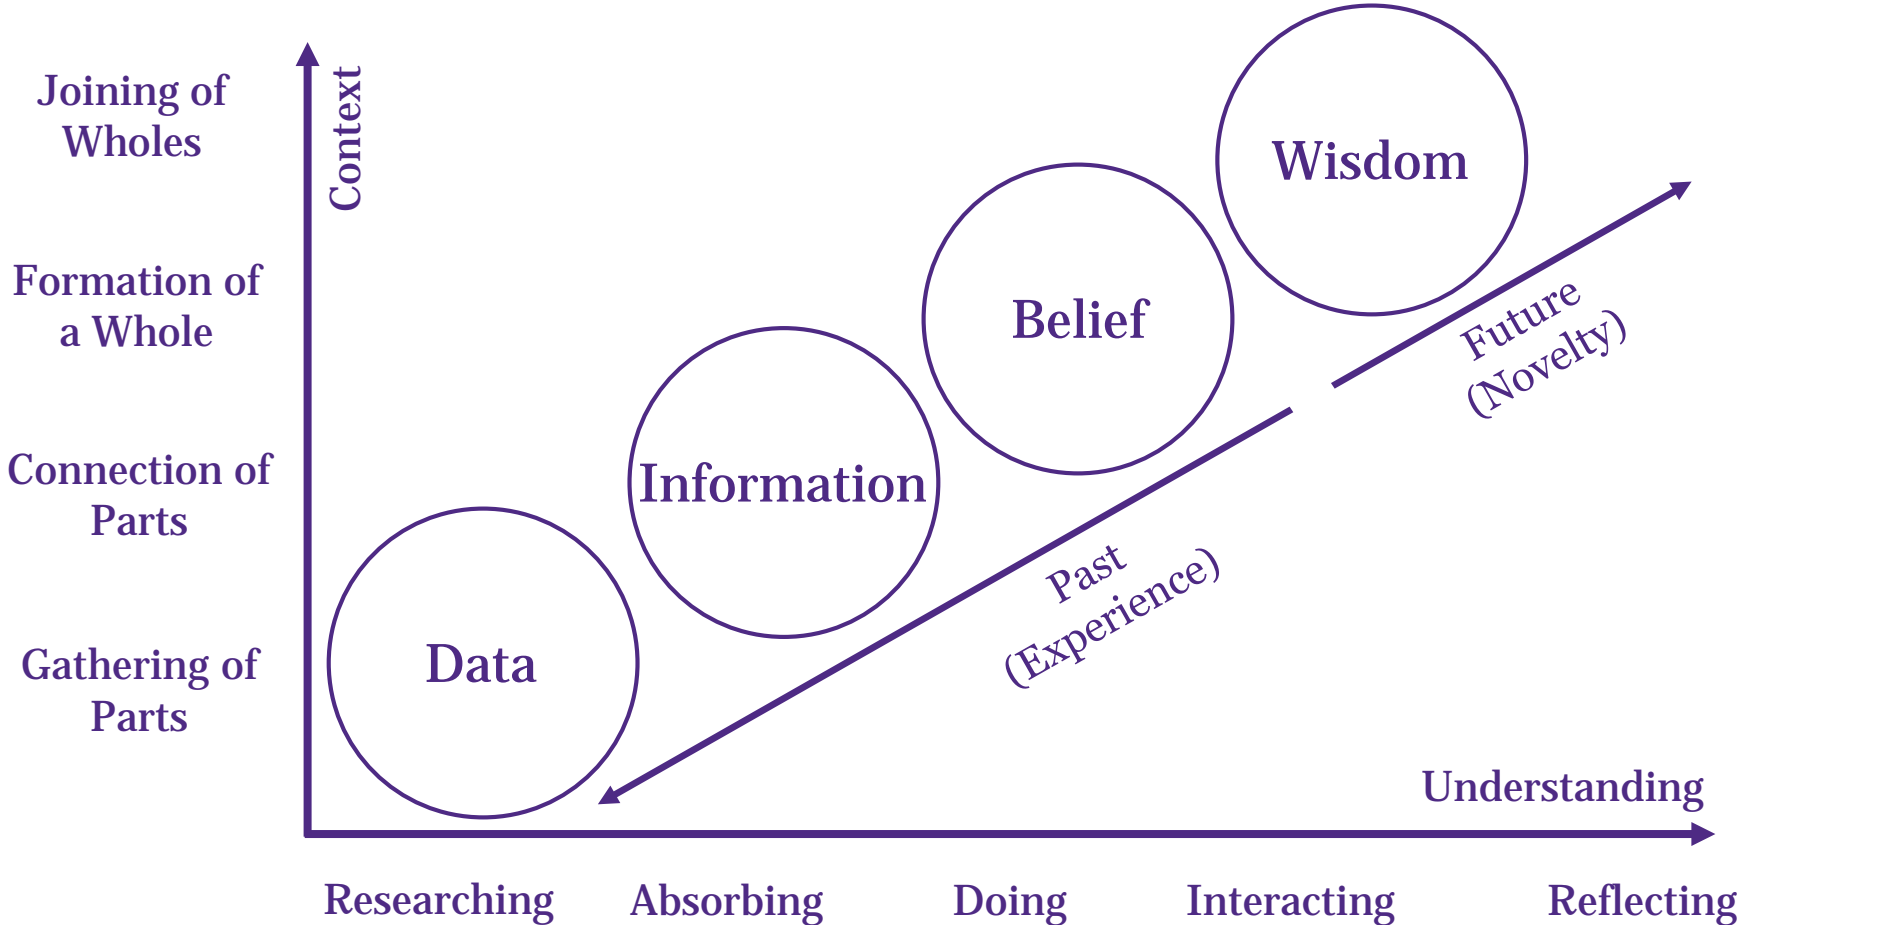 Joining of
Wholes
Context
Wisdom
Formation of
a Whole
Belief
Future
(Novelty)
Connection of
Parts
Information
Past
(Experience)
Gathering of
Parts
Data
Understanding
Researching
Absorbing
Doing
Interacting
Reflecting